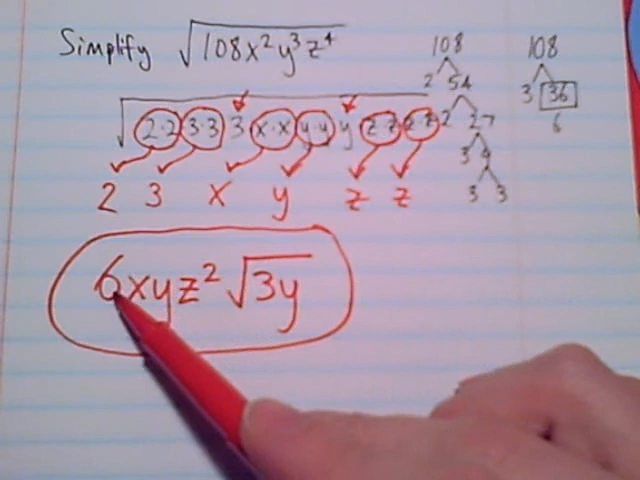 Simplify √108x²y³z⁴
√2·2 3·3 3 x·x y·y y z·z z·z
2 3 x y z z
6xyz²√3y
108
2 54
2 27
3 9
3 3
108
3 36
6